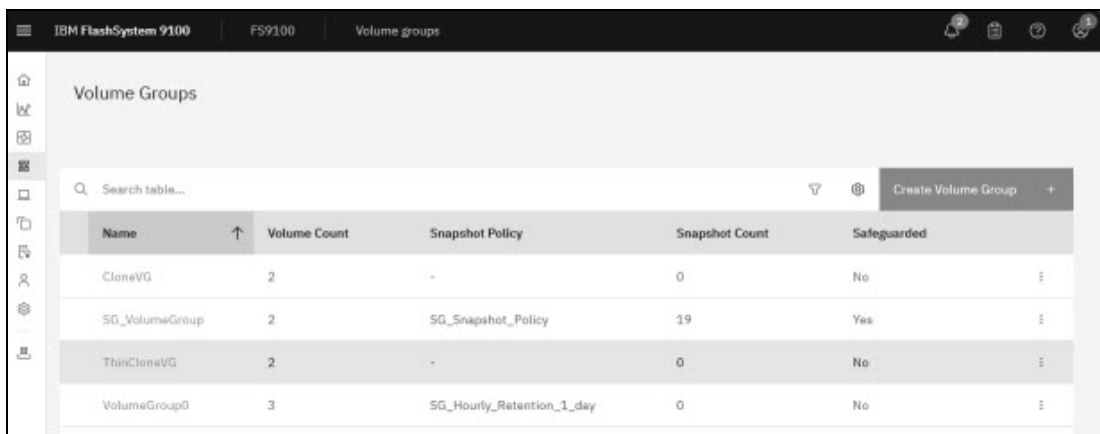 IBM FlashSystem 9100 FS9100 Volume groups 2 1
Volume Groups
Search table... Create Volume Group +
Name Volume Count Snapshot Policy Snapshot Count Safeguarded
CloneVG 2 - 0 No
SG_VolumeGroup 2 SG_Snapshot_Policy 19 Yes
ThinCloneVG 2 - 0 No
VolumeGroup0 3 SG_Hourly_Retention_1_day 0 No